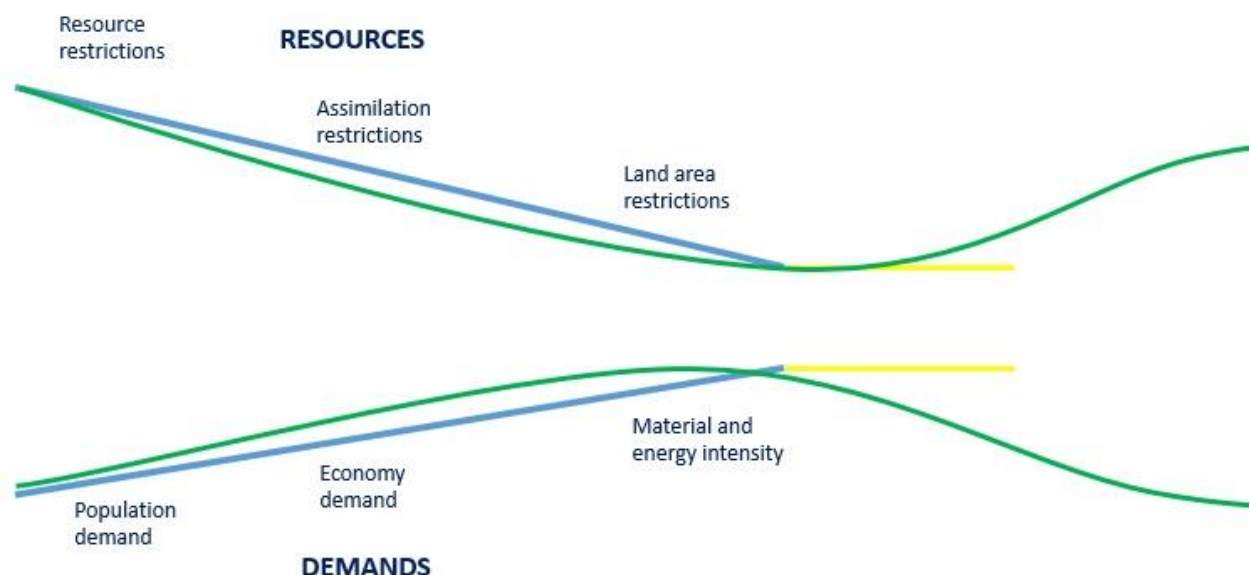 Resource
restrictions
RESOURCES
Assimilation
restrictions
Land area
restrictions
Material and
energy intensity
Economy
demand
Population
demand
DEMANDS